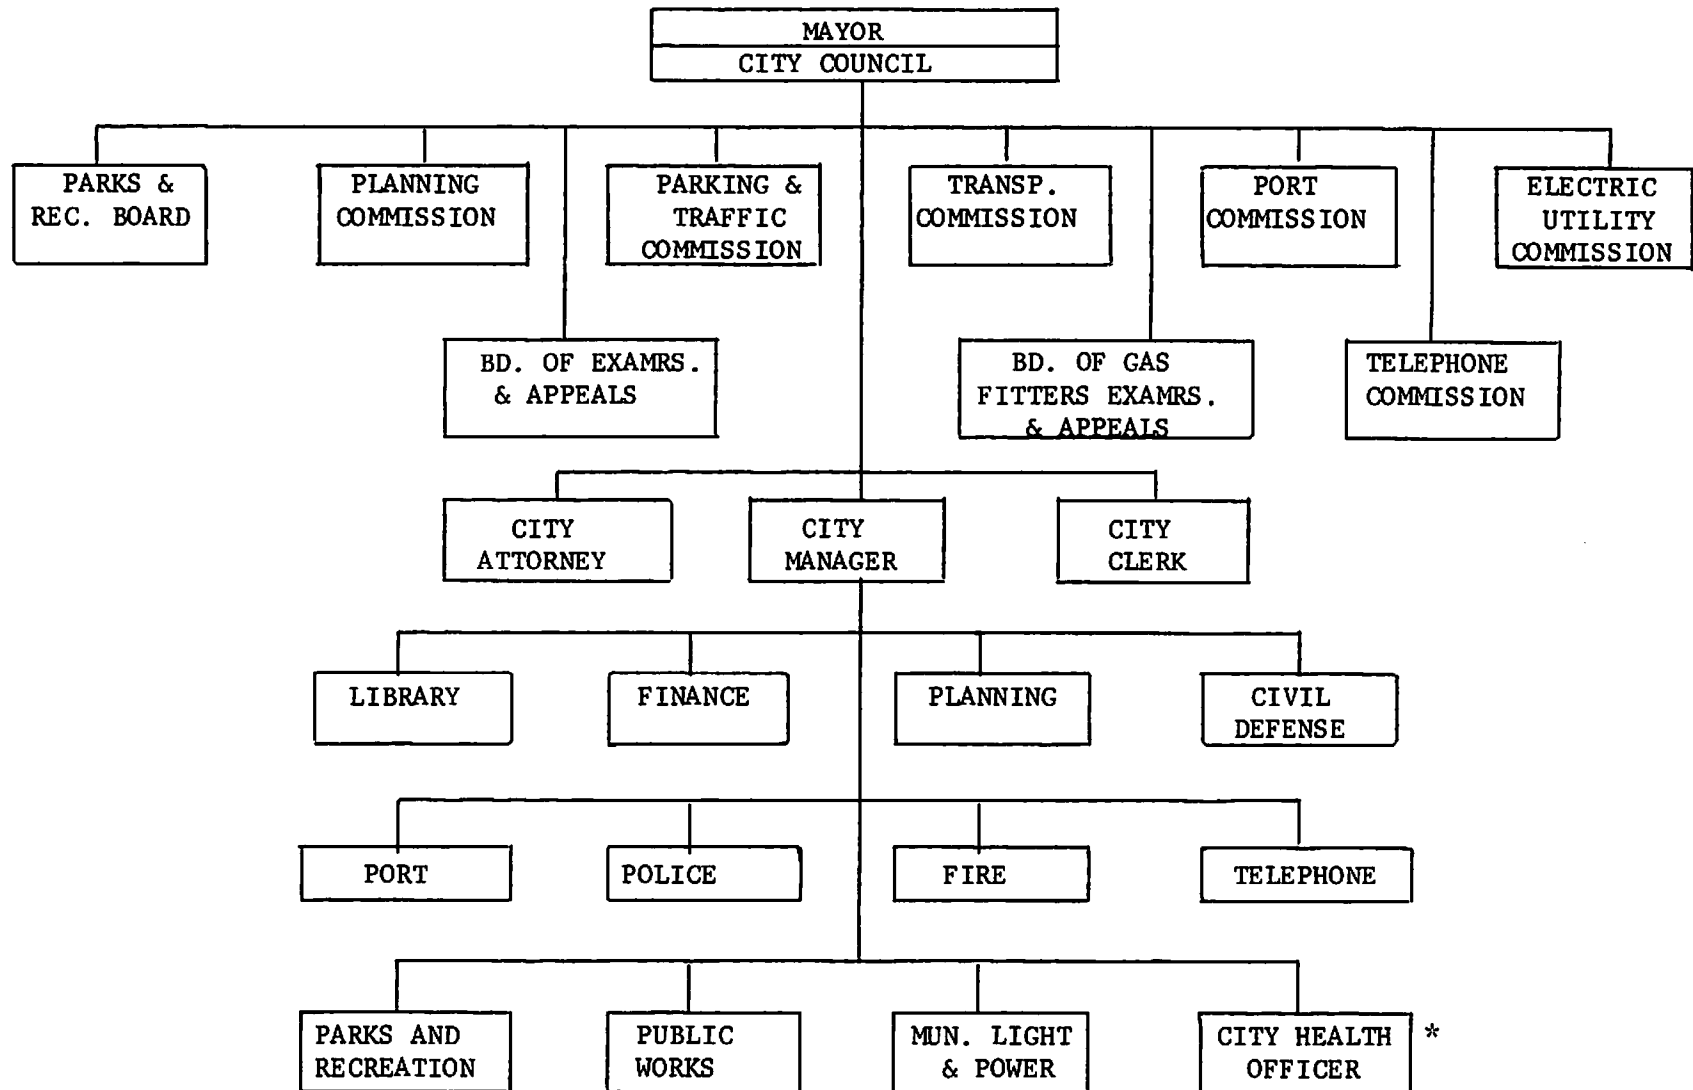 MAYOR
CITY COUNCIL
PARKS &
REC. BOARD
PLANNING
COMMISSION
PARKING &
TRAFFIC
COMMISSION
TRANSP.
COMMISSION
PORT
COMMISSION
ELECTRIC
UTILITY
COMMISSION
BD. OF EXAMRS.
& APPEALS
BD. OF GAS
FITTERS EXAMRS.
& APPEALS
TELEPHONE
COMMISSION
CITY
ATTORNEY
CITY
MANAGER
CITY
CLERK
LIBRARY
FINANCE
PLANNING
CIVIL
DEFENSE
PORT
POLICE
FIRE
TELEPHONE
PARKS AND
RECREATION
PUBLIC
WORKS
MUN. LIGHT
& POWER
CITY HEALTH *
OFFICER